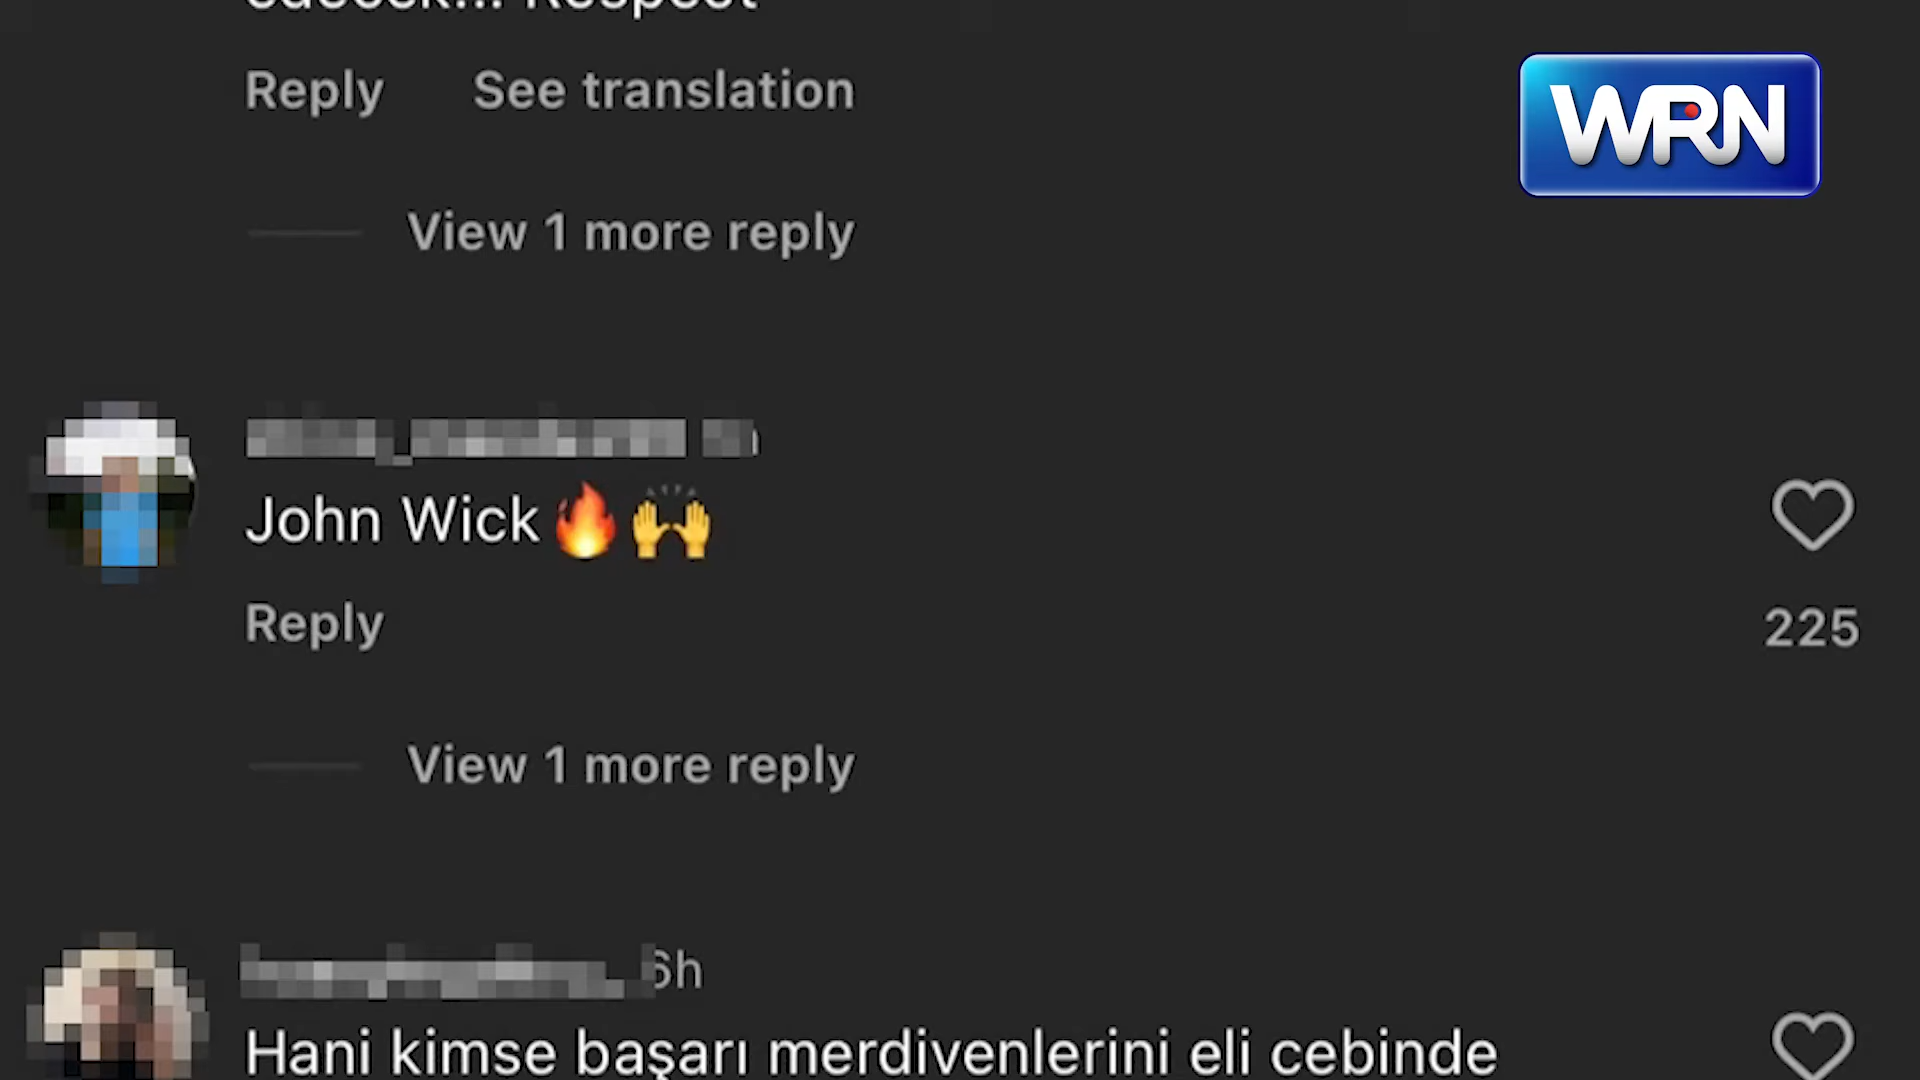 Respect
Reply See translation
WRN
View 1 more reply
John Wick🔥🙌
Reply
225
View 1 more reply
6h
Hani kimse başarı merdivenlerini eli cebinde